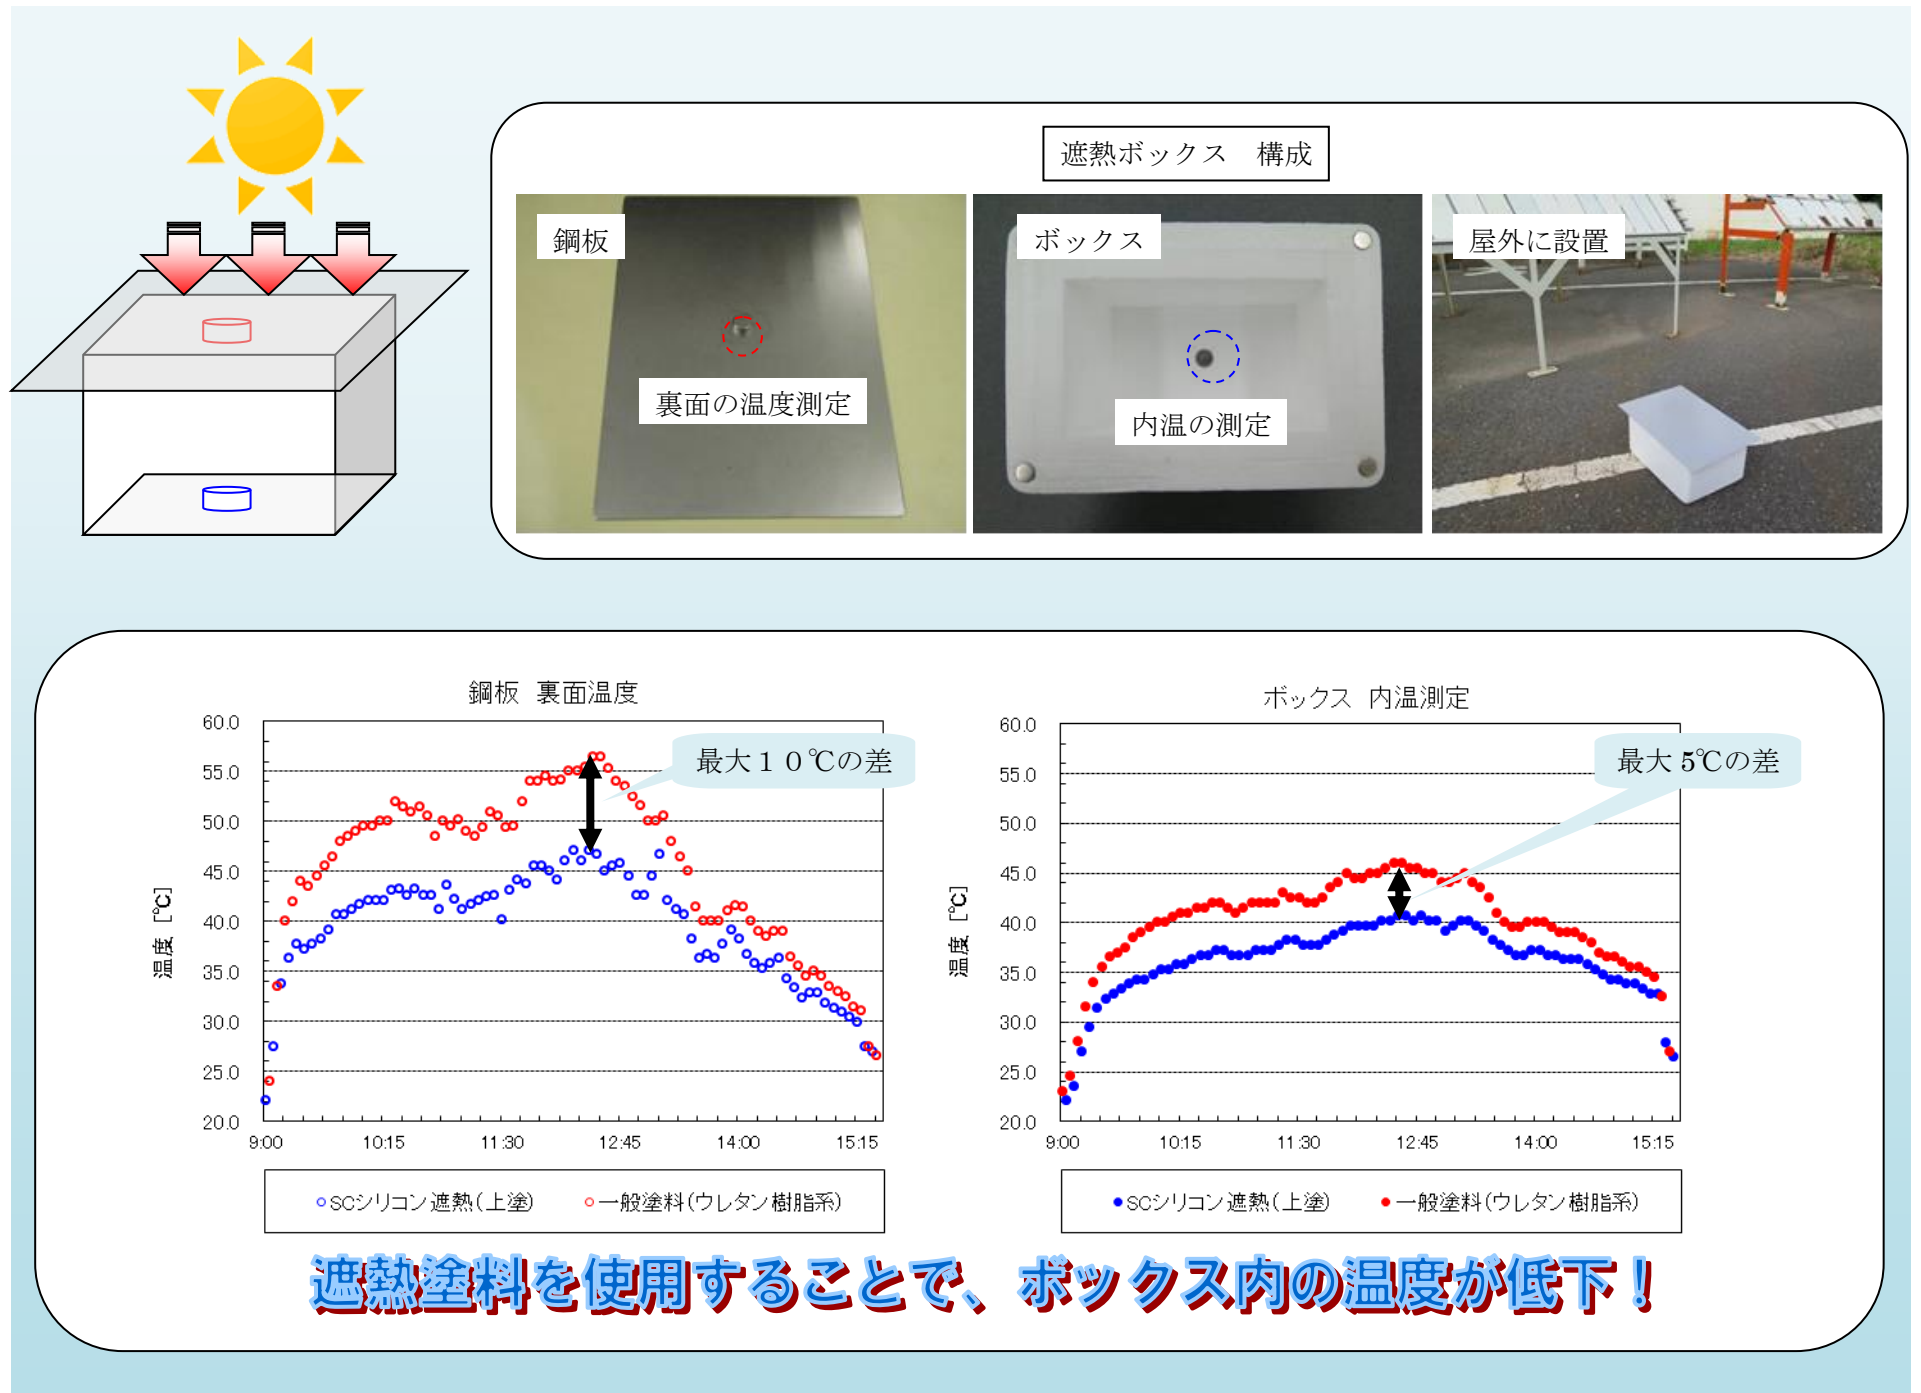 遮熱ボックス　構成
鋼板
裏面の温度測定
ボックス
内温の測定
屋外に設置
鋼板 裏面温度
最大１０℃の差
温度 [℃]
60.0
55.0
50.0
45.0
40.0
35.0
30.0
25.0
20.0
9:00 10:15 11:30 12:45 14:00 15:15
SCシリコン遮熱(上塗) 一般塗料(ウレタン樹脂系)
ボックス 内温測定
最大 5℃の差
温度 [℃]
60.0
55.0
50.0
45.0
40.0
35.0
30.0
25.0
20.0
9:00 10:15 11:30 12:45 14:00 15:15
SCシリコン遮熱(上塗) 一般塗料(ウレタン樹脂系)
遮熱塗料を使用することで、ボックス内の温度が低下！